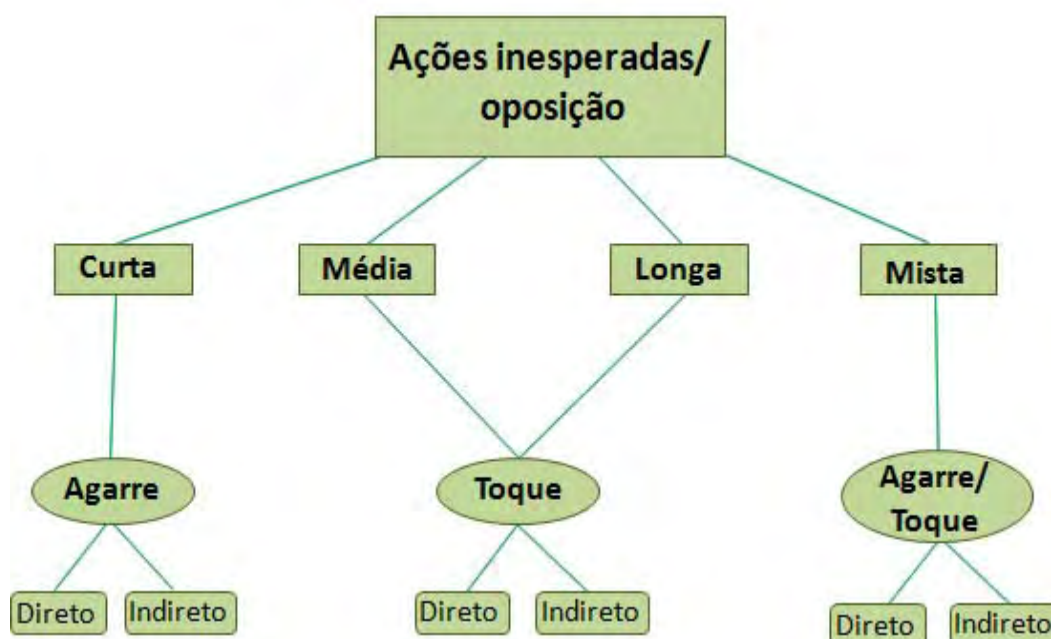 Ações inesperadas/
oposição
Curta
Média
Longa
Mista
Agarre
Toque
Agarre/
Toque
Direto
Indireto
Direto
Indireto
Direto
Indireto